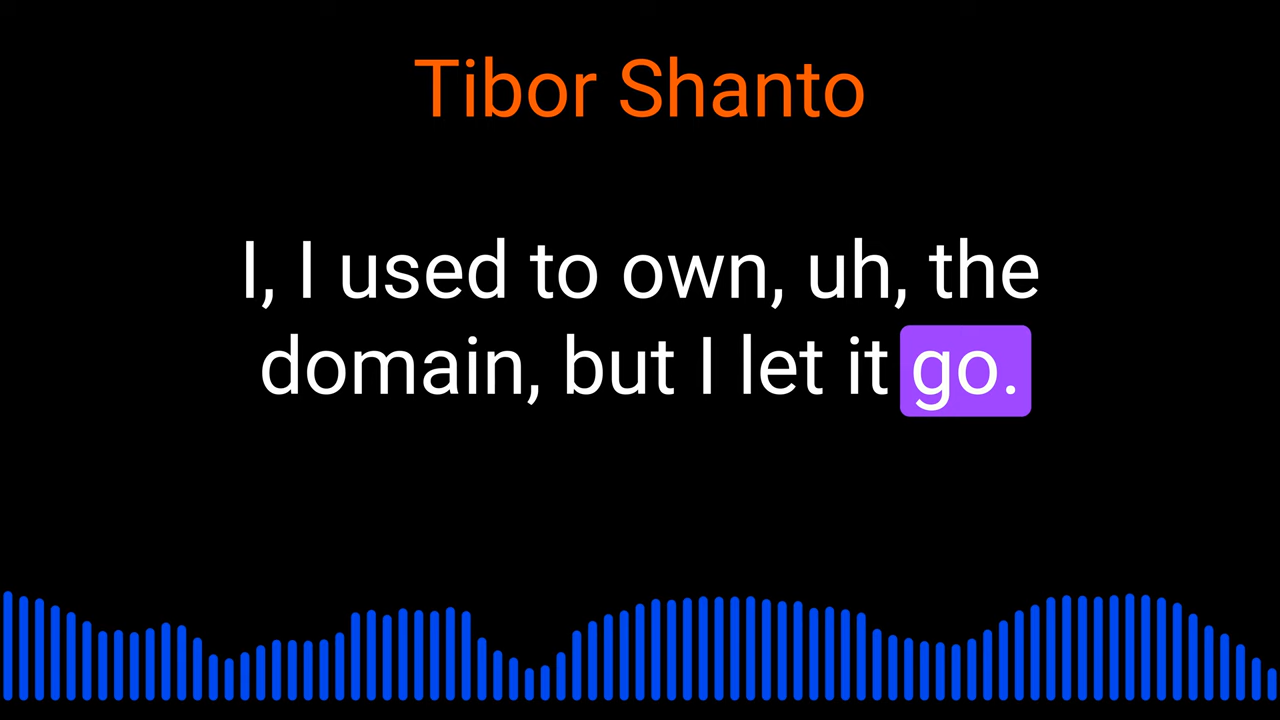 Tibor Shanto
I, I used to own, uh, the
domain, but I let it go.